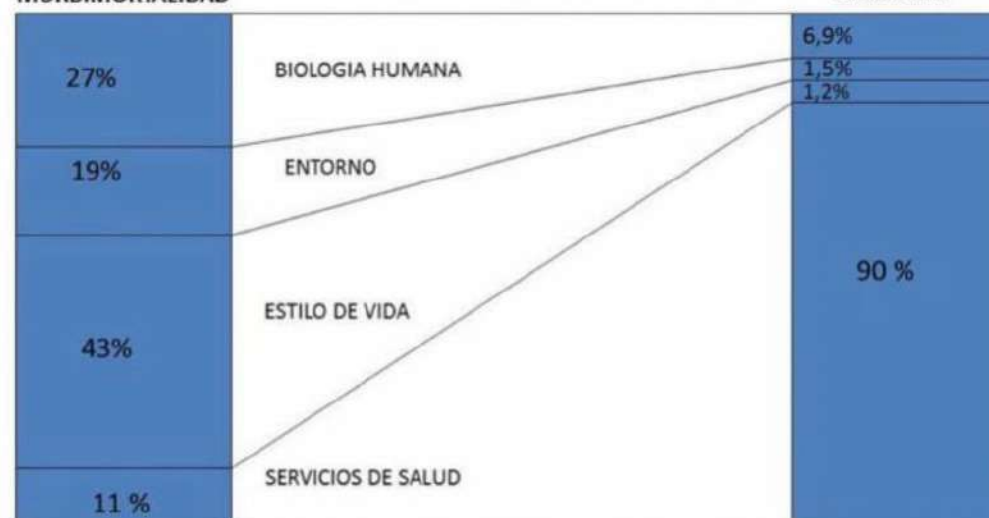 MORBIMORTALIDAD
27%
BIOLOGIA HUMANA
6,9%
1,5%
1,2%
19%
ENTORNO
90 %
ESTILO DE VIDA
43%
SERVICIOS DE SALUD
11 %